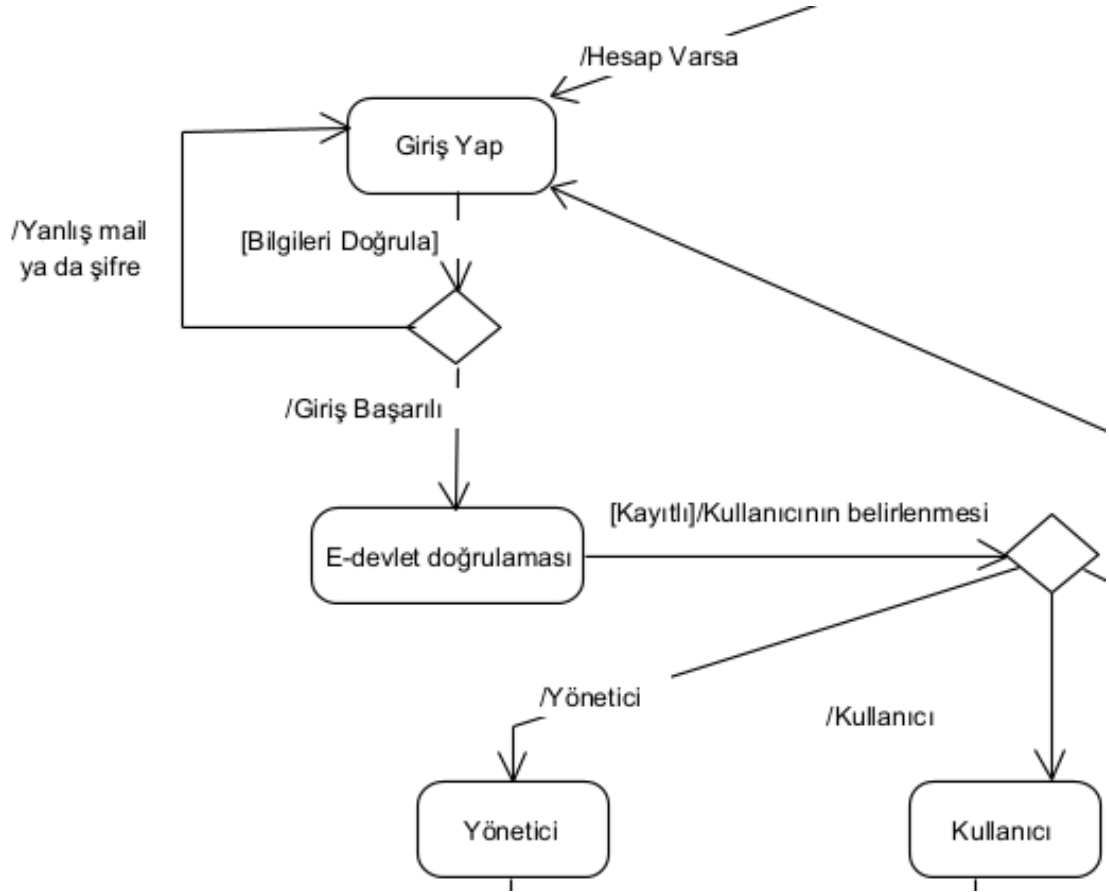 /Hesap Varsa
Giriş Yap
/Yanlış mail
ya da şifre
[Bilgileri Doğrula]
/Giriş Başarılı
[Kayıtlı]/Kullanıcının belirlenmesi
E-devlet doğrulaması
/Yönetici
/Kullanıcı
Yönetici
Kullanıcı